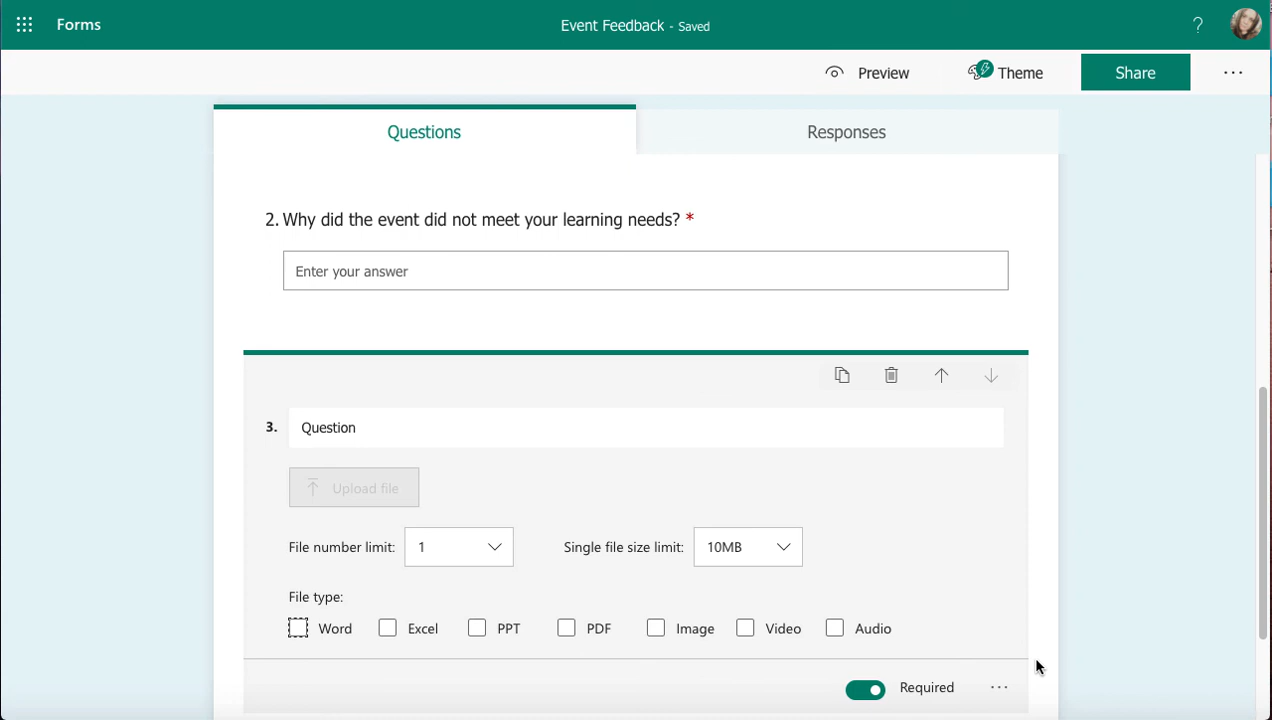 Forms
Event Feedback - Saved
?
Preview
Theme
Share
Questions
Responses
2. Why did the event did not meet your learning needs? *
Enter your answer
3. Question
Upload file
File number limit: 1
Single file size limit: 10MB
File type:
Word Excel PPT PDF Image Video Audio
Required